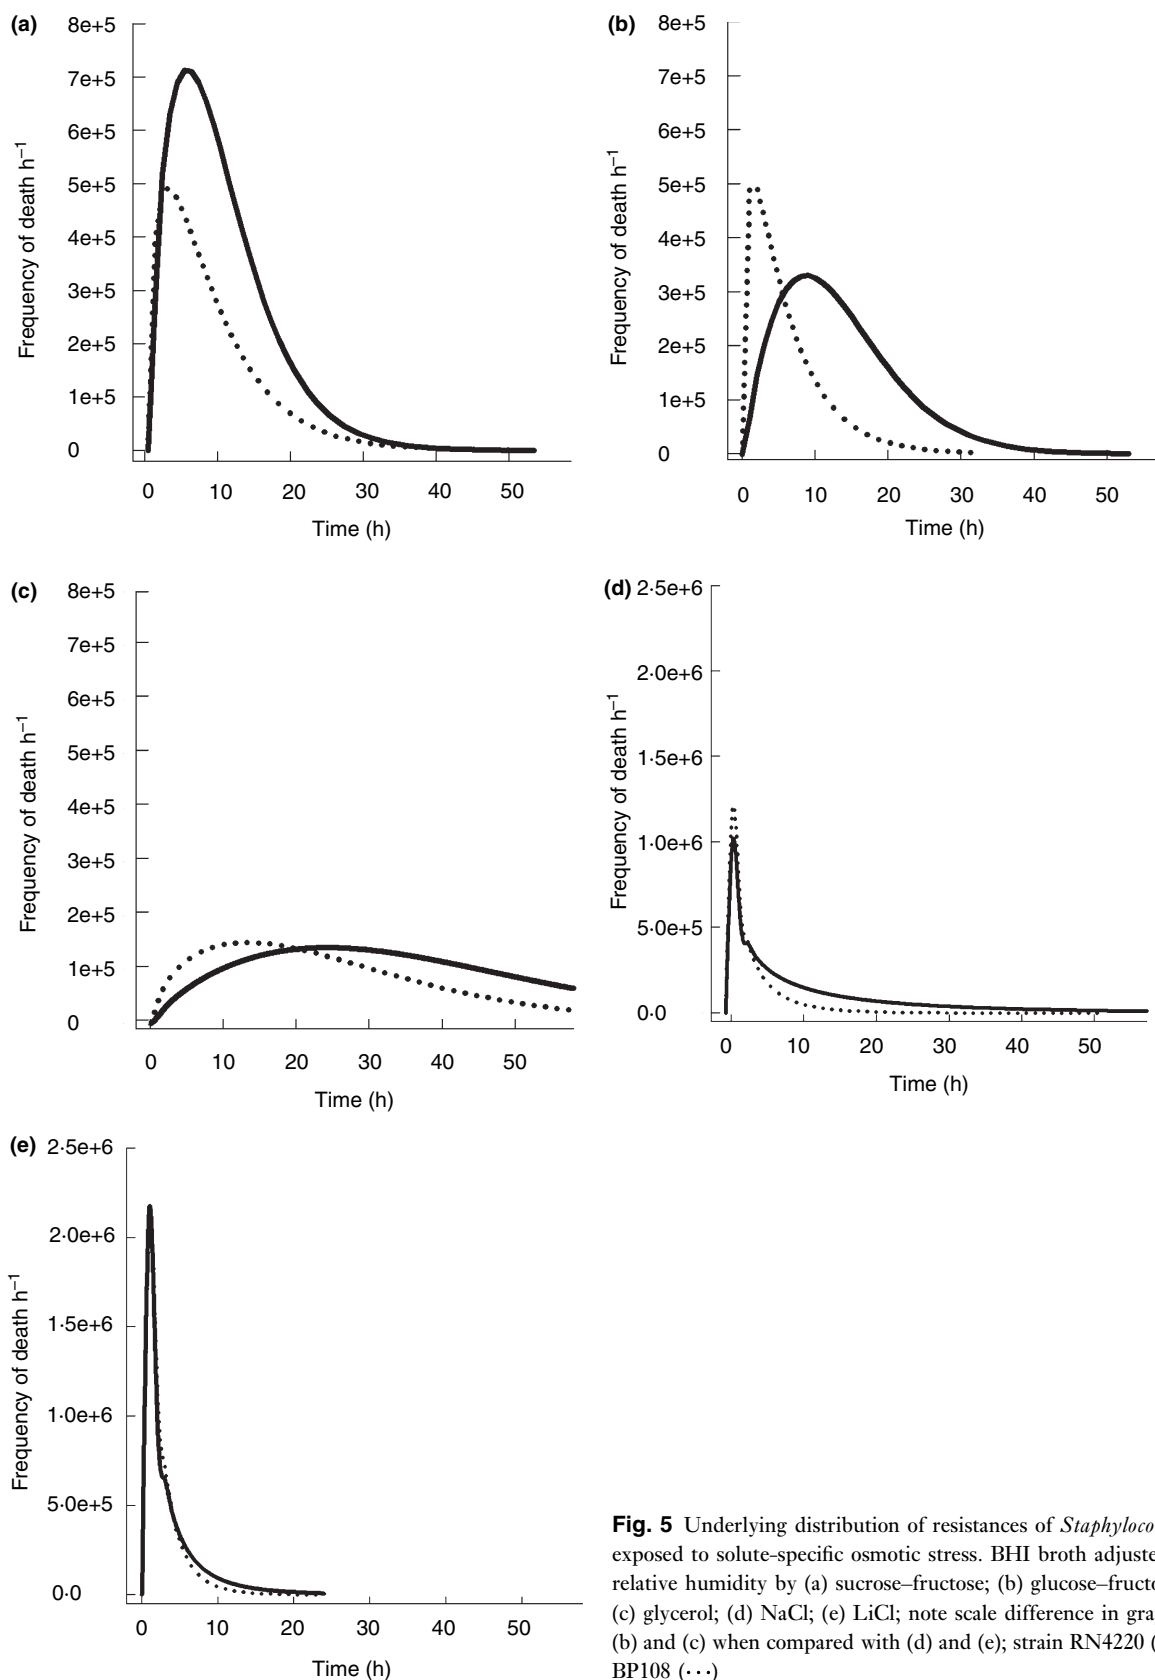 (a)
8e+5
7e+5
6e+5
5e+5
4e+5
3e+5
2e+5
1e+5
0
Frequency of death h⁻¹
0 10 20 30 40 50
Time (h)
(b)
8e+5
7e+5
6e+5
5e+5
4e+5
3e+5
2e+5
1e+5
0
Frequency of death h⁻¹
0 10 20 30 40 50
Time (h)
(c)
8e+5
7e+5
6e+5
5e+5
4e+5
3e+5
2e+5
1e+5
0
Frequency of death h⁻¹
0 10 20 30 40 50
Time (h)
(d)
2·5e+6
2·0e+6
1·5e+6
1·0e+6
5·0e+5
0·0
Frequency of death h⁻¹
0 10 20 30 40 50
Time (h)
(e)
2·5e+6
2·0e+6
1·5e+6
1·0e+6
5·0e+5
0·0
Frequency of death h⁻¹
0 10 20 30 40 50
Time (h)
Fig. 5 Underlying distribution of resistances of
exposed to solute-specific osmotic stress. BHI broth
relative humidity by (a) sucrose–fructose; (b)
(c) glycerol; (d) NaCl; (e) LiCl; note scale difference in
(b) and (c) when compared with (d) and (e); strain RN4220 (
BP108 (···)